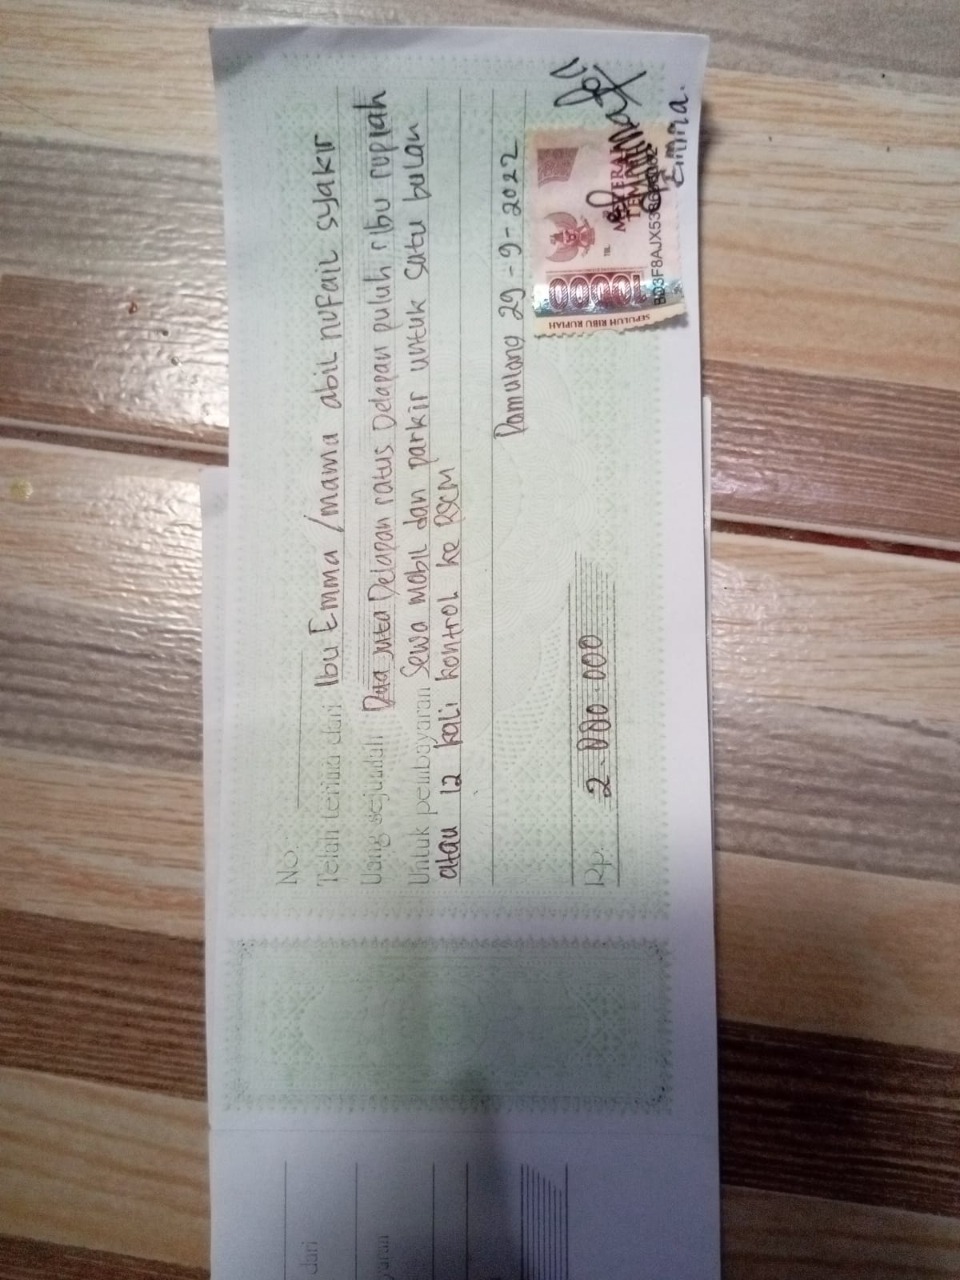 No.
Telah terima dari Ibu Emma / mama abil nufail syakir
Uang sejumlah Dua juta Delapan ratus Delapan puluh ribu rupiah
Untuk pembayaran Sewa mobil dan parkir untuk satu bulan
atau 12 kali kontrol ke RSCM
Pamulang 29-9-2022
Rp. 2.000.000
SEPULUH RIBU RUPIAH
10000
TGL
METERAI
TEMPEL
Emma.
dari